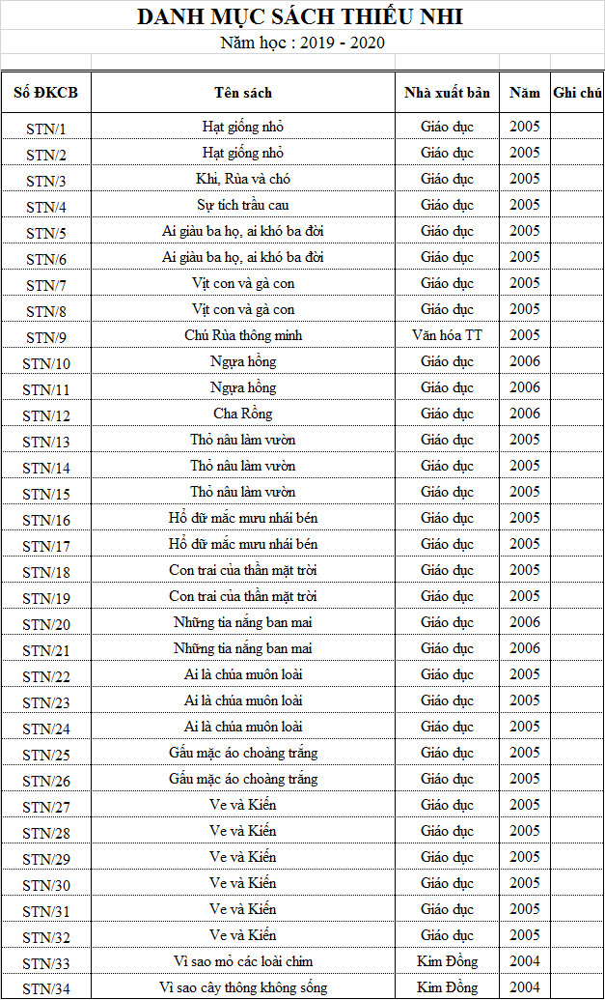 DANH MỤC SÁCH THIẾU NHI
Năm học : 2019 - 2020
Số ĐKCB Tên sách Nhà xuất bản Năm Ghi chú
STN/1 Hạt giống nhỏ Giáo dục 2005
STN/2 Hạt giống nhỏ Giáo dục 2005
STN/3 Khỉ, Rùa và chó Giáo dục 2005
STN/4 Sự tích trầu cau Giáo dục 2005
STN/5 Ai giàu ba họ, ai khó ba đời Giáo dục 2005
STN/6 Ai giàu ba họ, ai khó ba đời Giáo dục 2005
STN/7 Vịt con và gà con Giáo dục 2005
STN/8 Vịt con và gà con Giáo dục 2005
STN/9 Chú Rùa thông minh Văn hóa TT 2005
STN/10 Ngựa hồng Giáo dục 2006
STN/11 Ngựa hồng Giáo dục 2006
STN/12 Cha Rồng Giáo dục 2006
STN/13 Thỏ nâu làm vườn Giáo dục 2005
STN/14 Thỏ nâu làm vườn Giáo dục 2005
STN/15 Thỏ nâu làm vườn Giáo dục 2005
STN/16 Hổ dữ mắc mưu nhái bén Giáo dục 2005
STN/17 Hổ dữ mắc mưu nhái bén Giáo dục 2005
STN/18 Con trai của thần mặt trời Giáo dục 2005
STN/19 Con trai của thần mặt trời Giáo dục 2005
STN/20 Những tia nắng ban mai Giáo dục 2006
STN/21 Những tia nắng ban mai Giáo dục 2006
STN/22 Ai là chúa muôn loài Giáo dục 2005
STN/23 Ai là chúa muôn loài Giáo dục 2005
STN/24 Ai là chúa muôn loài Giáo dục 2005
STN/25 Gấu mặc áo choàng trắng Giáo dục 2005
STN/26 Gấu mặc áo choàng trắng Giáo dục 2005
STN/27 Ve và Kiến Giáo dục 2005
STN/28 Ve và Kiến Giáo dục 2005
STN/29 Ve và Kiến Giáo dục 2005
STN/30 Ve và Kiến Giáo dục 2005
STN/31 Ve và Kiến Giáo dục 2005
STN/32 Ve và Kiến Giáo dục 2005
STN/33 Vì sao mỏ các loài chim Kim Đồng 2004
STN/34 Vì sao cây thông không sống Kim Đồng 2004